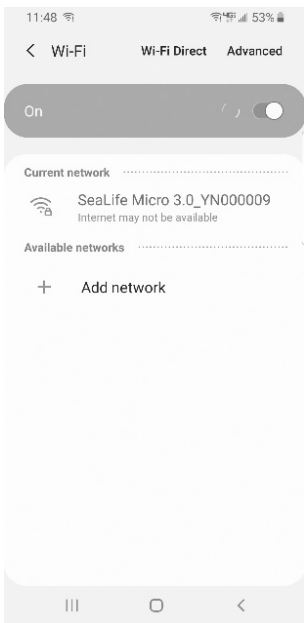 11:48 53%
Wi-Fi Wi-Fi Direct Advanced
On
Current network
SeaLife Micro 3.0_YN000009
Internet may not be available
Available networks
Add network